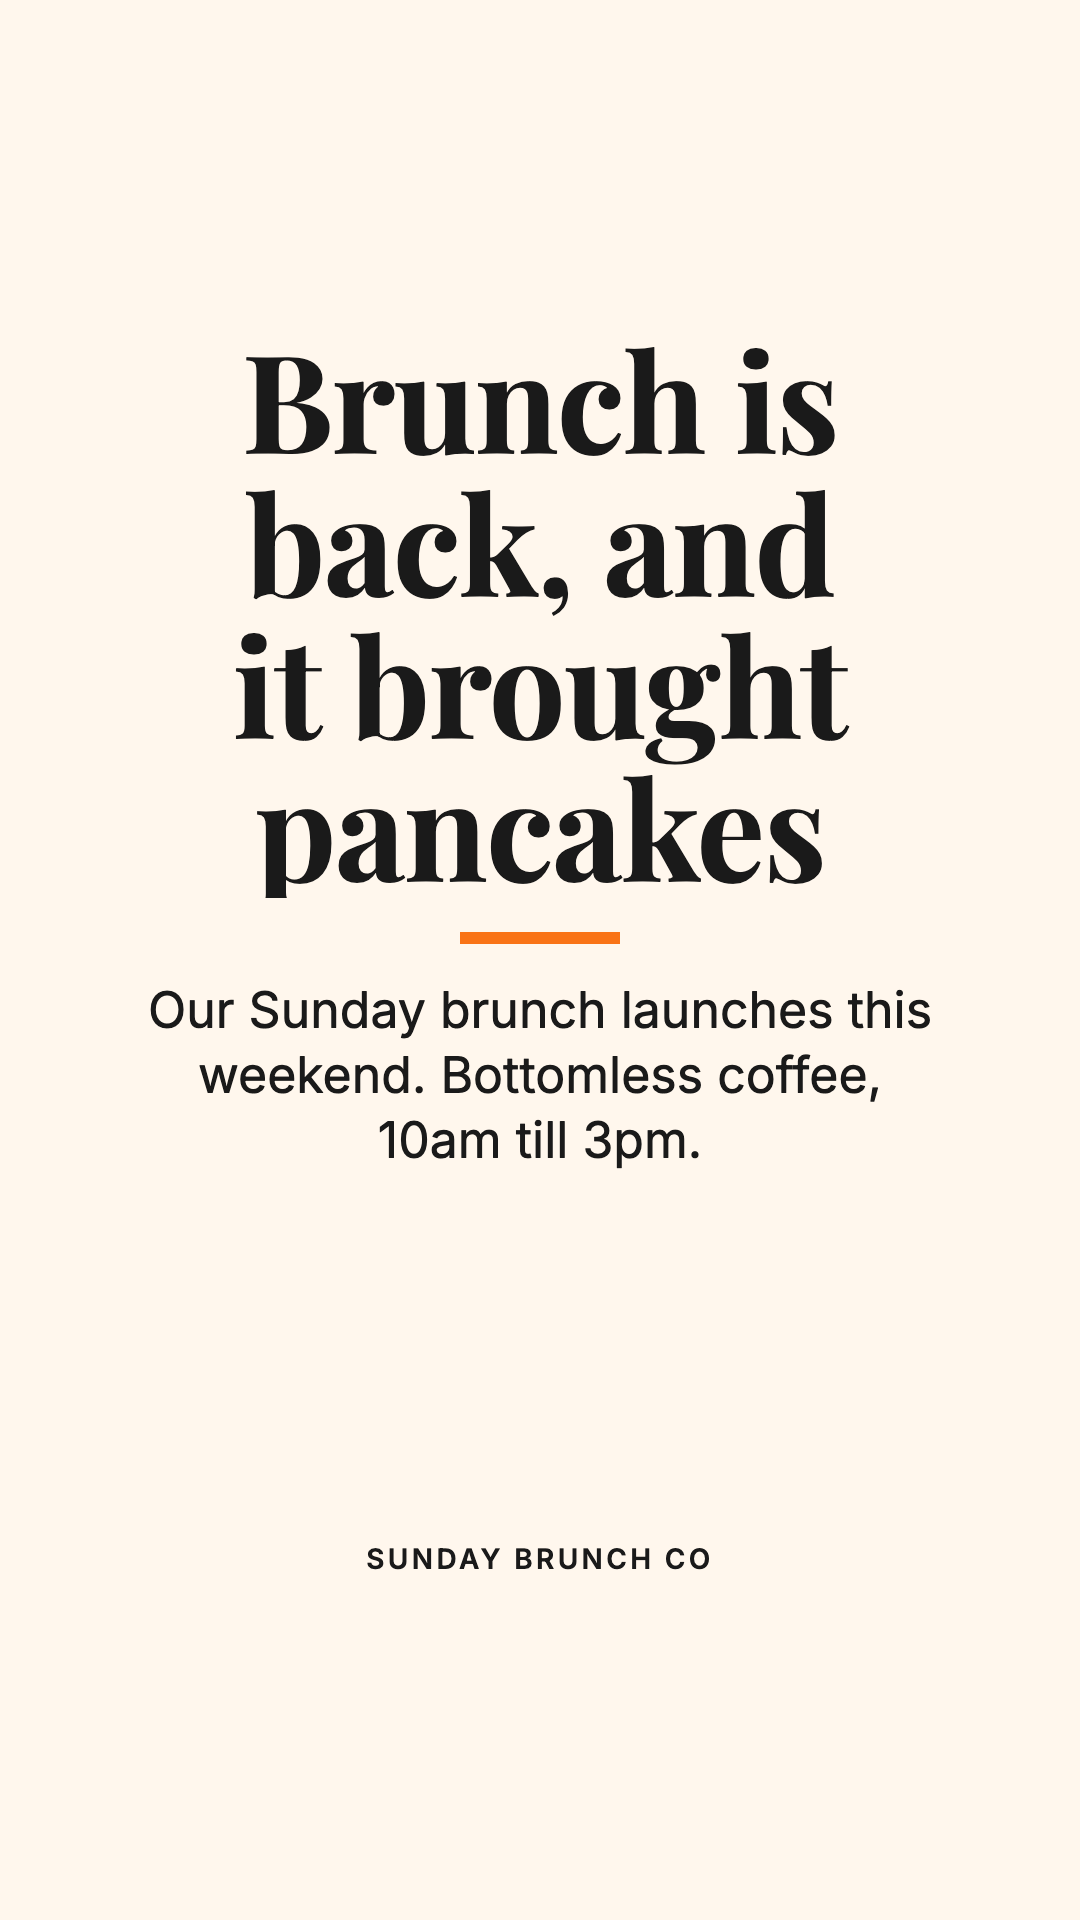 Brunch is
back, and
it brought
pancakes
Our Sunday brunch launches this
weekend. Bottomless coffee,
10am till 3pm.
SUNDAY BRUNCH CO